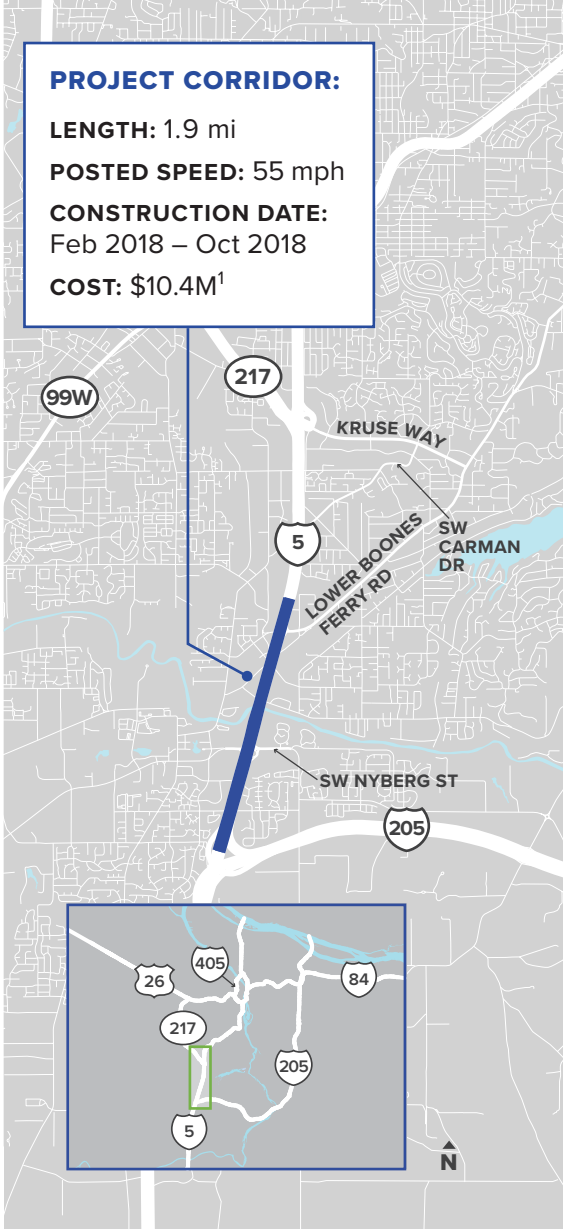 PROJECT CORRIDOR:
LENGTH: 1.9 mi
POSTED SPEED: 55 mph
CONSTRUCTION DATE:
Feb 2018 – Oct 2018
COST: $10.4M¹
217
99W
KRUSE WAY
5
SW
CARMAN
DR
LOWER BOONES
FERRY RD
SW NYBERG ST
205
405
26
84
217
205
5
N